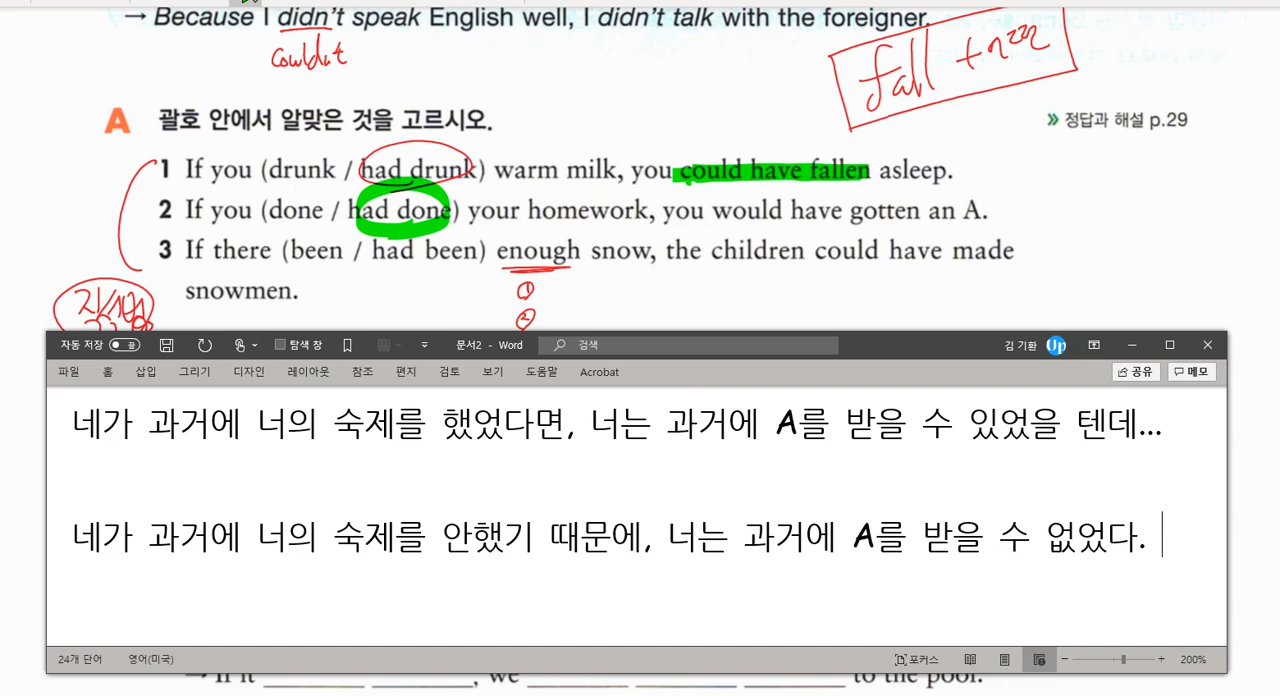 → Because I didn't speak English well, I didn't talk with the foreigner.
couldn't
fall
A 괄호 안에서 알맞은 것을 고르시오.
» 정답과 해설 p.29
1 If you (drunk / had drunk) warm milk, you could have fallen asleep.
2 If you (done / had done) your homework, you would have gotten an A.
3 If there (been / had been) enough snow, the children could have made
snowmen.
①
②
자동 저장 끔 탐색 창 문서2 - Word 검색 김 기환 Up
파일 홈 삽입 그리기 디자인 레이아웃 참조 편지 검토 보기 도움말 Acrobat 공유 메모
네가 과거에 너의 숙제를 했었다면, 너는 과거에 A를 받을 수 있었을 텐데...
네가 과거에 너의 숙제를 안했기 때문에, 너는 과거에 A를 받을 수 없었다.
24개 단어 영어(미국) 포커스 - + 200%
→ If it ________ ________, we ________ ________ ________ to the pool.